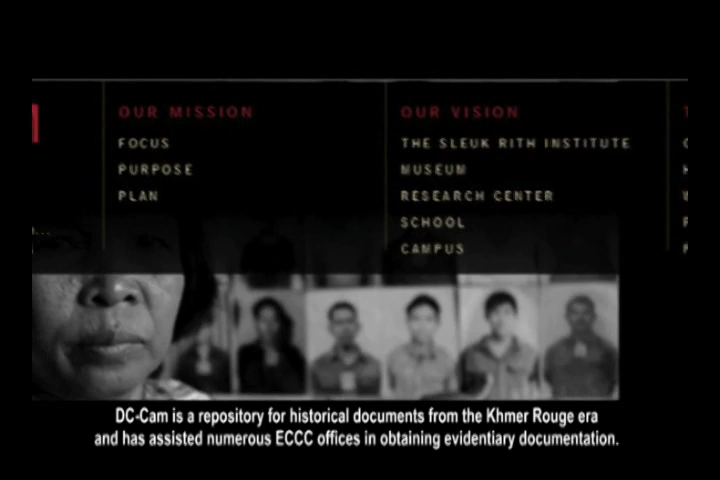 OUR MISSION
FOCUS
PURPOSE
PLAN
OUR VISION
THE SLEUK RITH INSTITUTE
MUSEUM
RESEARCH CENTER
SCHOOL
CAMPUS
DC-Cam is a repository for historical documents from the Khmer Rouge era
and has assisted numerous ECCC offices in obtaining evidentiary documentation.